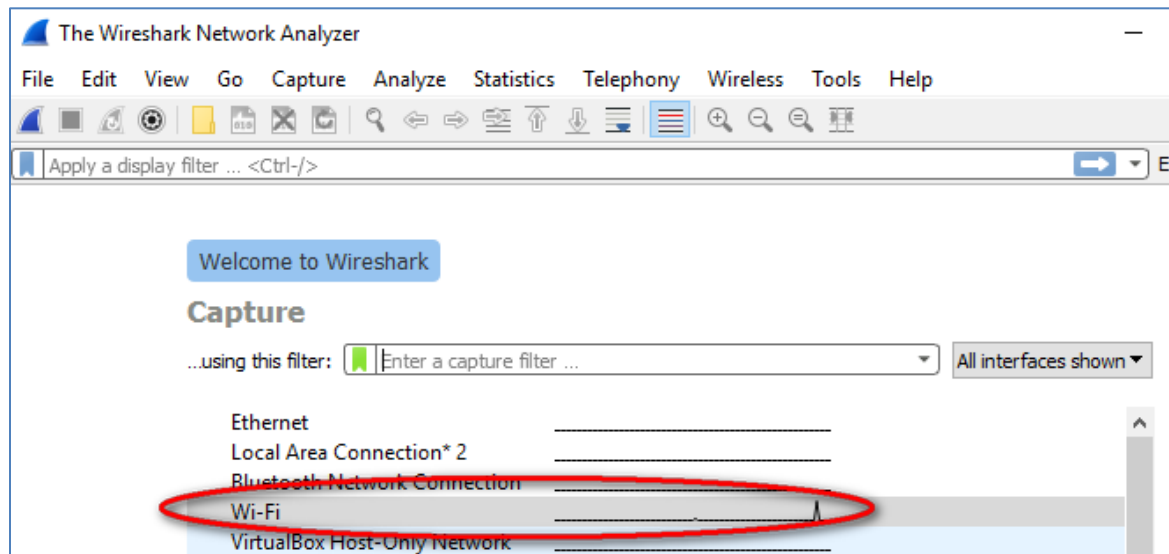 The Wireshark Network Analyzer
File Edit View Go Capture Analyze Statistics Telephony Wireless Tools Help
Apply a display filter ... <Ctrl-/> E
Welcome to Wireshark
Capture
...using this filter: Enter a capture filter ... All interfaces shown
Ethernet
Local Area Connection* 2
Bluetooth Network Connection
Wi-Fi
VirtualBox Host-Only Network